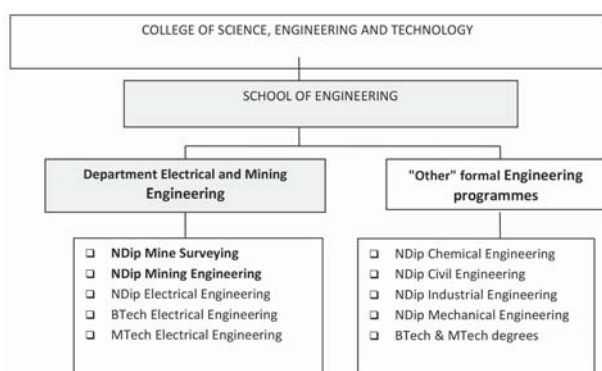 COLLEGE OF SCIENCE, ENGINEERING AND TECHNOLOGY
SCHOOL OF ENGINEERING
Department Electrical and Mining
Engineering
"Other" formal Engineering
programmes
NDip Mine Surveying
NDip Mining Engineering
NDip Electrical Engineering
BTech Electrical Engineering
MTech Electrical Engineering
NDip Chemical Engineering
NDip Civil Engineering
NDip Industrial Engineering
NDip Mechanical Engineering
BTech & MTech degrees